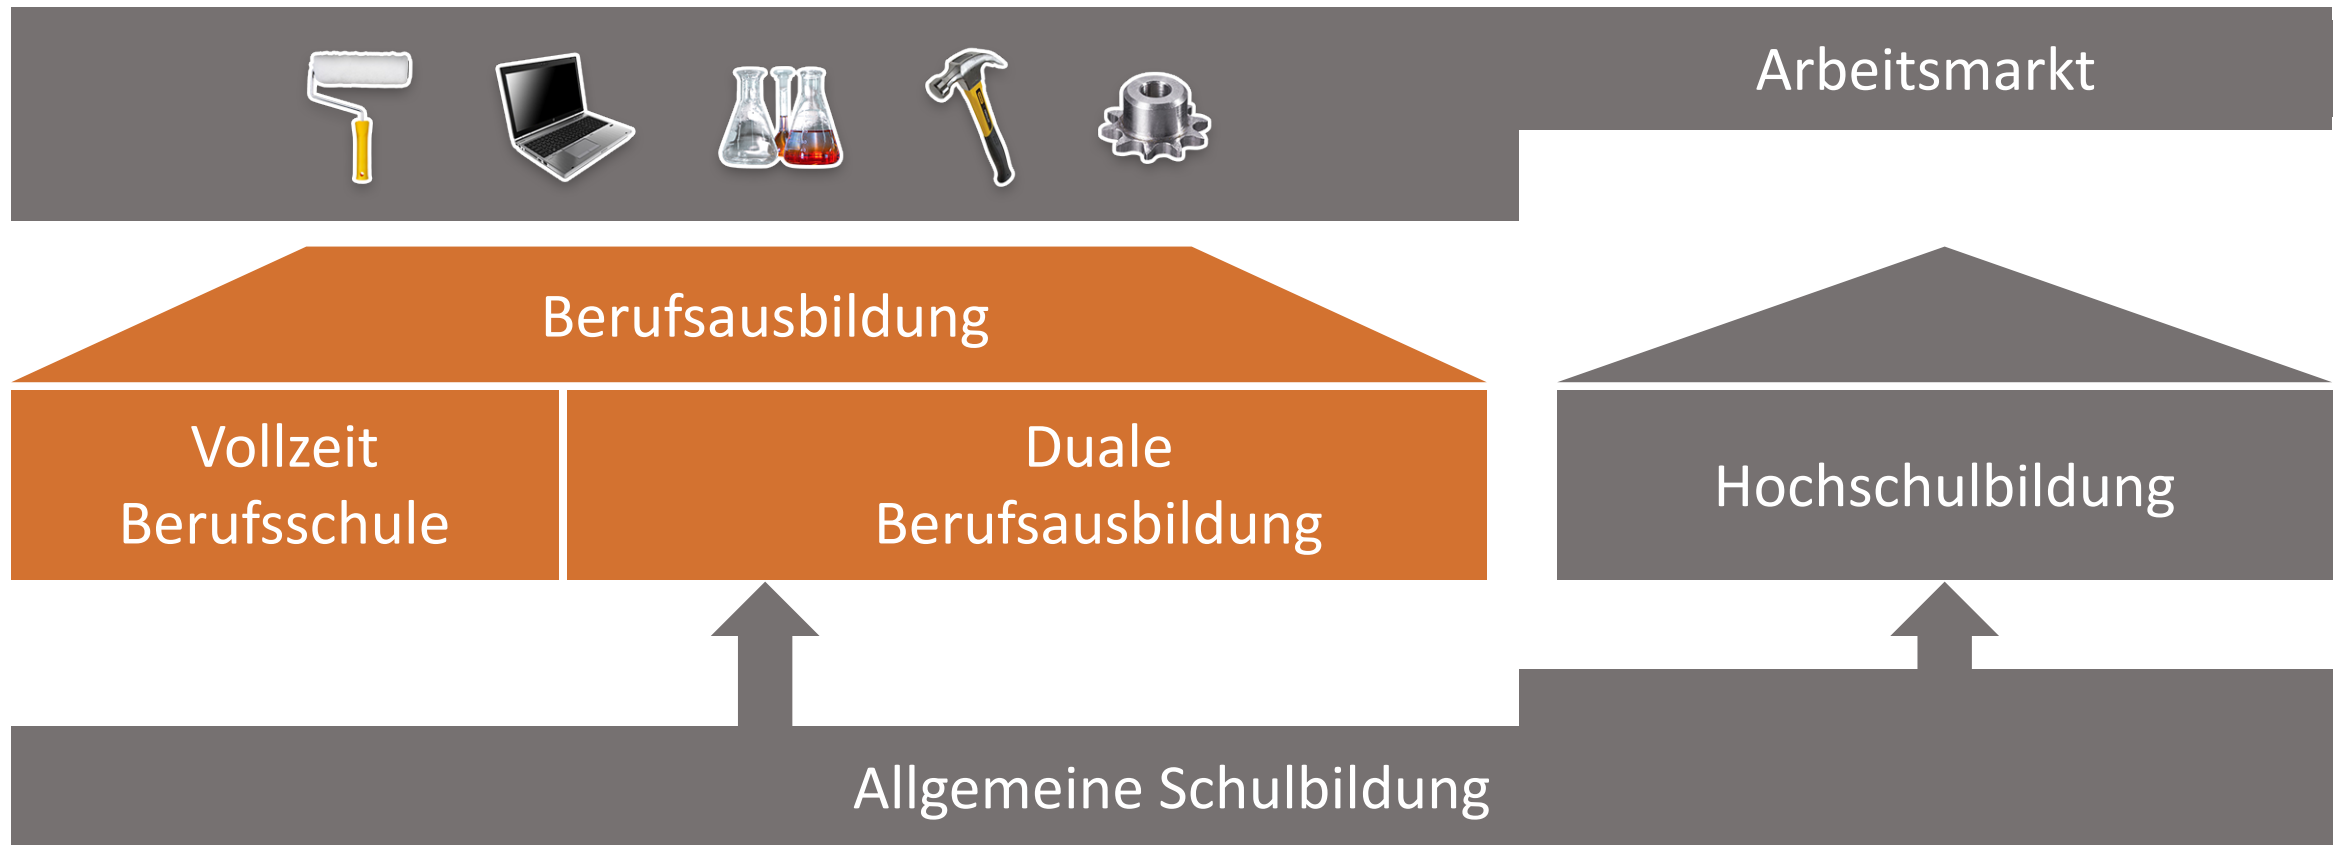 Arbeitsmarkt
Berufsausbildung
Vollzeit
Berufsschule
Duale
Berufsausbildung
Hochschulbildung
Allgemeine Schulbildung